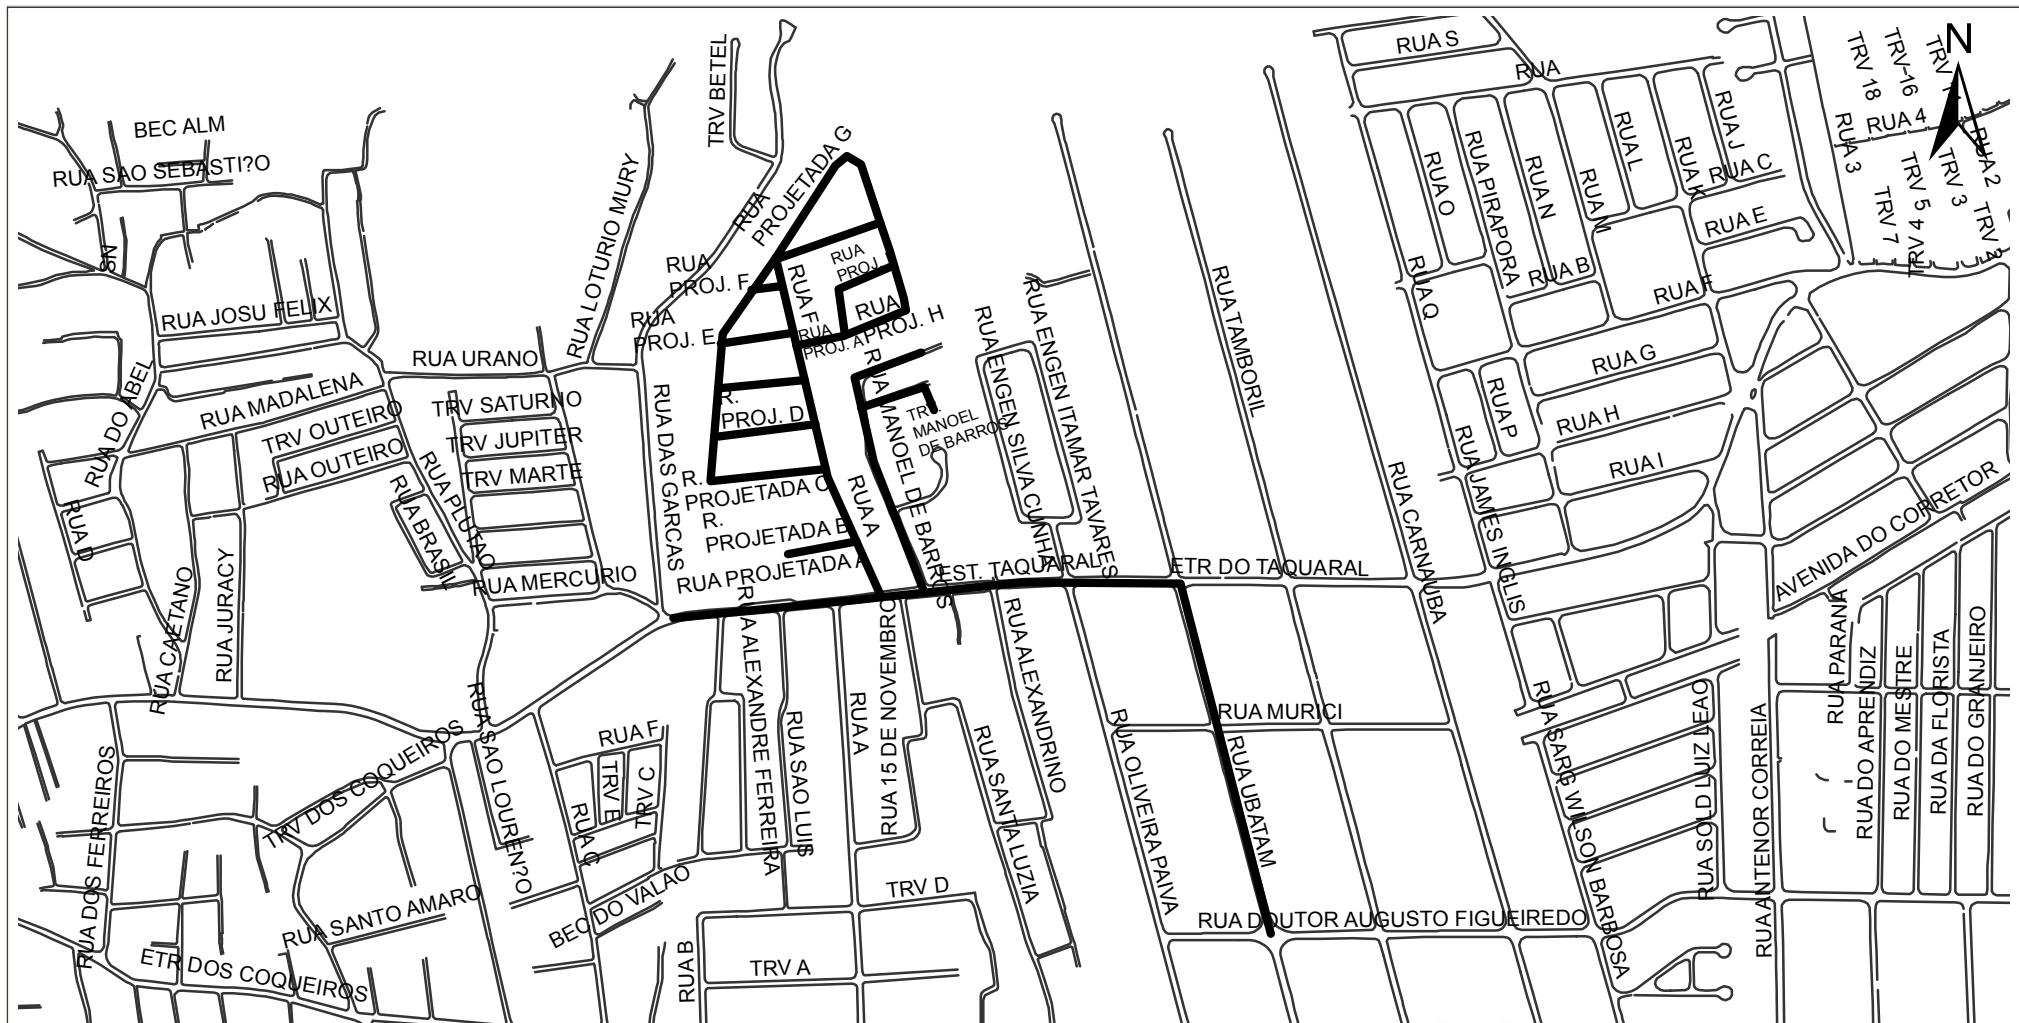 RUA S
RUA
TRV 18
TRV-16
N
TRV BETEL
BEC ALM
RUA SAO SEBASTI?O
RUA LOTURIO MURY
RUA
PROJETADA G
RUA 4
RUA 3
RUA 2
RUA J
RUA L
RUA K
RUA C
RUA O
RUA PIRAPORA
RUA N
RUA M
RUA E
TRV 5
TRV 3
TRV 7
TRV 4
TRV 2
SN
RUA
PROJ. F
RUA
PROJ.
RUA F
RUA
RUA B
RUA F
RUA Q
RUA TAMBORIL
RUA JOSU FELIX
RUA
PROJ. E
RUA
PROJ. A
PROJ. H
RUA ENGEN ITAMAR TAVARES
RUA ENGEN SILVA CUNHA
RUA URANO
RUA G
RUA MADALENA
RUA DO ABEL
TRV OUTEIRO
RUA OUTEIRO
TRV SATURNO
TRV JUPITER
TRV MARTE
RUA DAS GARCAS
R.
PROJ. D
RUA MANOEL DE BARROS
TRV.
MANOEL
DE BARROS
RUA P
RUA H
RUA I
RUA JAMES INGLIS
RUA CARNAUBA
AVENIDA DO CORRETOR
RUA D
RUA BRASIL
RUA PLUTAO
R.
PROJETADA C
R.
PROJETADA B
RUA A
RUA PROJETADA A
RUA MERCURIO
EST. TAQUARAL
ETR DO TAQUARAL
RUA CAETANO
RUA JURACY
RUA ALEXANDRE FERREIRA
RUA SAO LUIS
RUA A
RUA 15 DE NOVEMBRO
RUA ALEXANDRINO
RUA SANTA LUZIA
RUA OLIVEIRA PAIVA
RUA MURICI
RUA UBATAM
RUA SARG WILSON BARBOSA
RUA SOLD LUIZ LEAO
RUA ANTENOR CORREIA
RUA PARANA
RUA DO APRENDIZ
RUA DO MESTRE
RUA DA FLORISTA
RUA DO GRANJEIRO
RUA SAO LOUREN?O
RUA F
TRV E
TRV C
RUA C
TRV DOS COQUEIROS
RUA DOS FERREIROS
RUA SANTO AMARO
BEC DO VALAO
TRV D
RUA DOUTOR AUGUSTO FIGUEIREDO
ETR DOS COQUEIROS
RUA B
TRV A